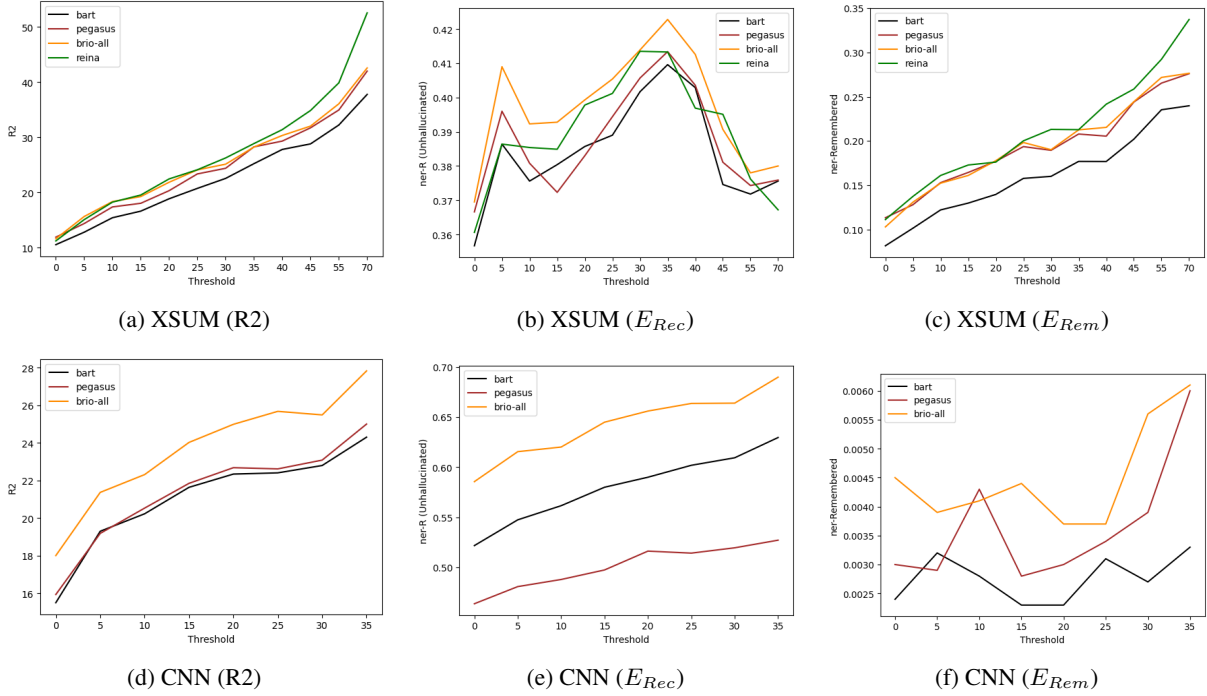 50
40
30
20
10
R2
bart
pegasus
brio-all
reina
0 5 10 15 20 25 30 35 40 45 55 70
Threshold
(a) XSUM (R2)
0.42
0.41
0.40
0.39
0.38
0.37
0.36
ner-R (Unhallucinated)
bart
pegasus
brio-all
reina
0 5 10 15 20 25 30 35 40 45 55 70
Threshold
(b) XSUM (E_Rec)
0.35
0.30
0.25
0.20
0.15
0.10
ner-Remembered
bart
pegasus
brio-all
reina
0 5 10 15 20 25 30 35 40 45 55 70
Threshold
(c) XSUM (E_Rem)
28
26
24
22
20
18
16
R2
bart
pegasus
brio-all
0 5 10 15 20 25 30 35
Threshold
(d) CNN (R2)
0.70
0.65
0.60
0.55
0.50
ner-R (Unhallucinated)
bart
pegasus
brio-all
0 5 10 15 20 25 30 35
Threshold
(e) CNN (E_Rec)
0.0060
0.0055
0.0050
0.0045
0.0040
0.0035
0.0030
0.0025
ner-Remembered
bart
pegasus
brio-all
0 5 10 15 20 25 30 35
Threshold
(f) CNN (E_Rem)